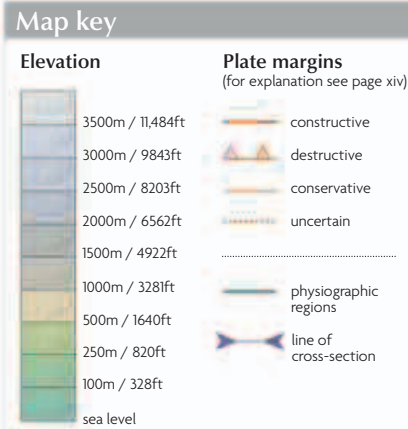 Map key
Elevation
3500m / 11,484ft
3000m / 9843ft
2500m / 8203ft
2000m / 6562ft
1500m / 4922ft
1000m / 3281ft
500m / 1640ft
250m / 820ft
100m / 328ft
sea level
Plate margins
(for explanation see page xiv)
constructive
destructive
conservative
uncertain
physiographic
regions
line of
cross-section